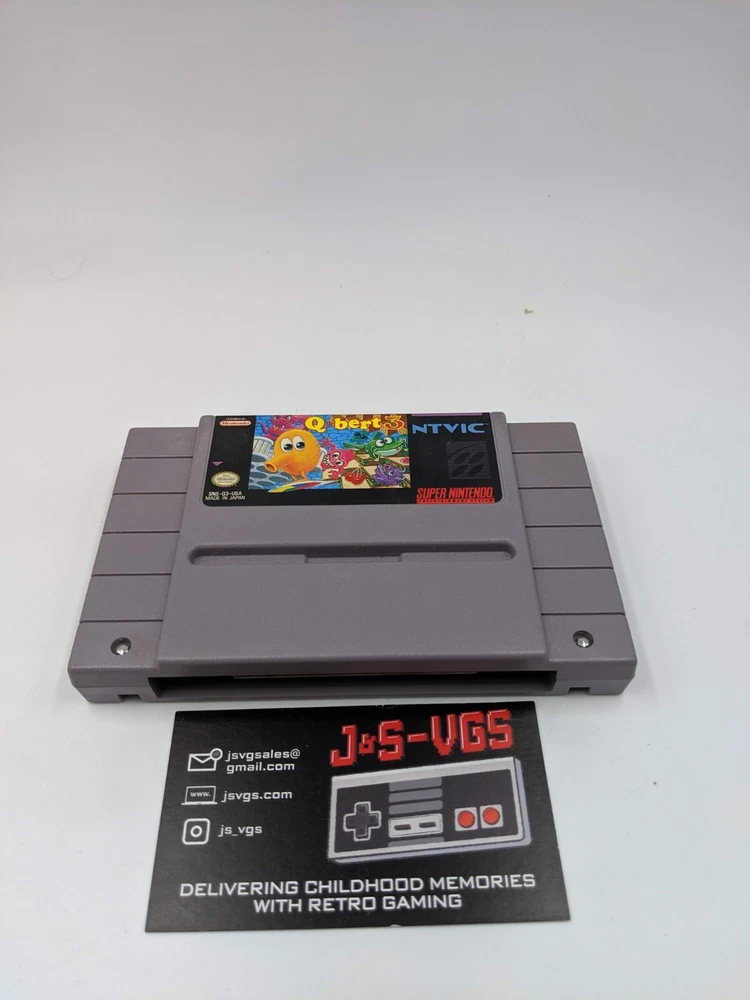 Nintendo
Q*bert 3
NTVIC
SNS-Q3-USA
MADE IN JAPAN
SUPER NINTENDO
J&S-VGS
jsvgsales@
gmail.com
www.
jsvgs.com
js_vgs
DELIVERING CHILDHOOD MEMORIES
WITH RETRO GAMING